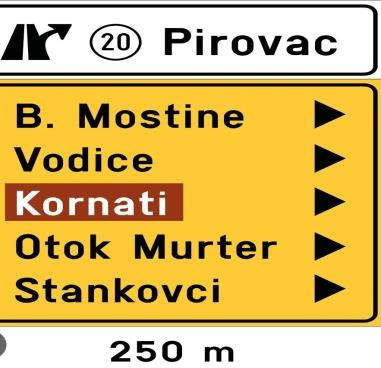 20 Pirovac
B. Mostine
Vodice
Kornati
Otok Murter
Stankovci
250 m